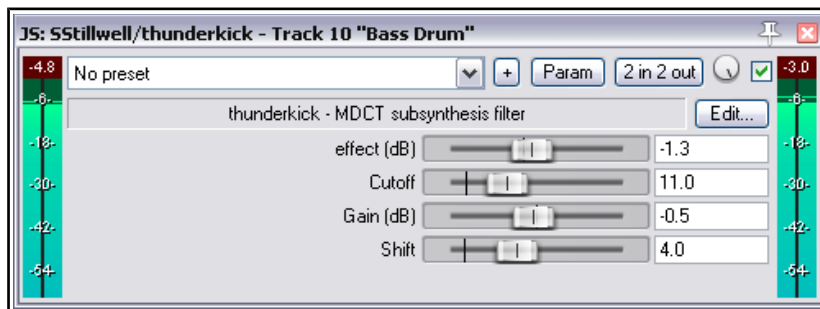 JS: SStillwell/thunderkick - Track 10 "Bass Drum"
-4.8 No preset + Param 2 in 2 out -3.0
-6- -6-
thunderkick - MDCT subsynthesis filter Edit...
-18- effect (dB) -1.3 -18-
-30- Cutoff 11.0 -30-
-42- Gain (dB) -0.5 -42-
Shift 4.0
-54- -54-